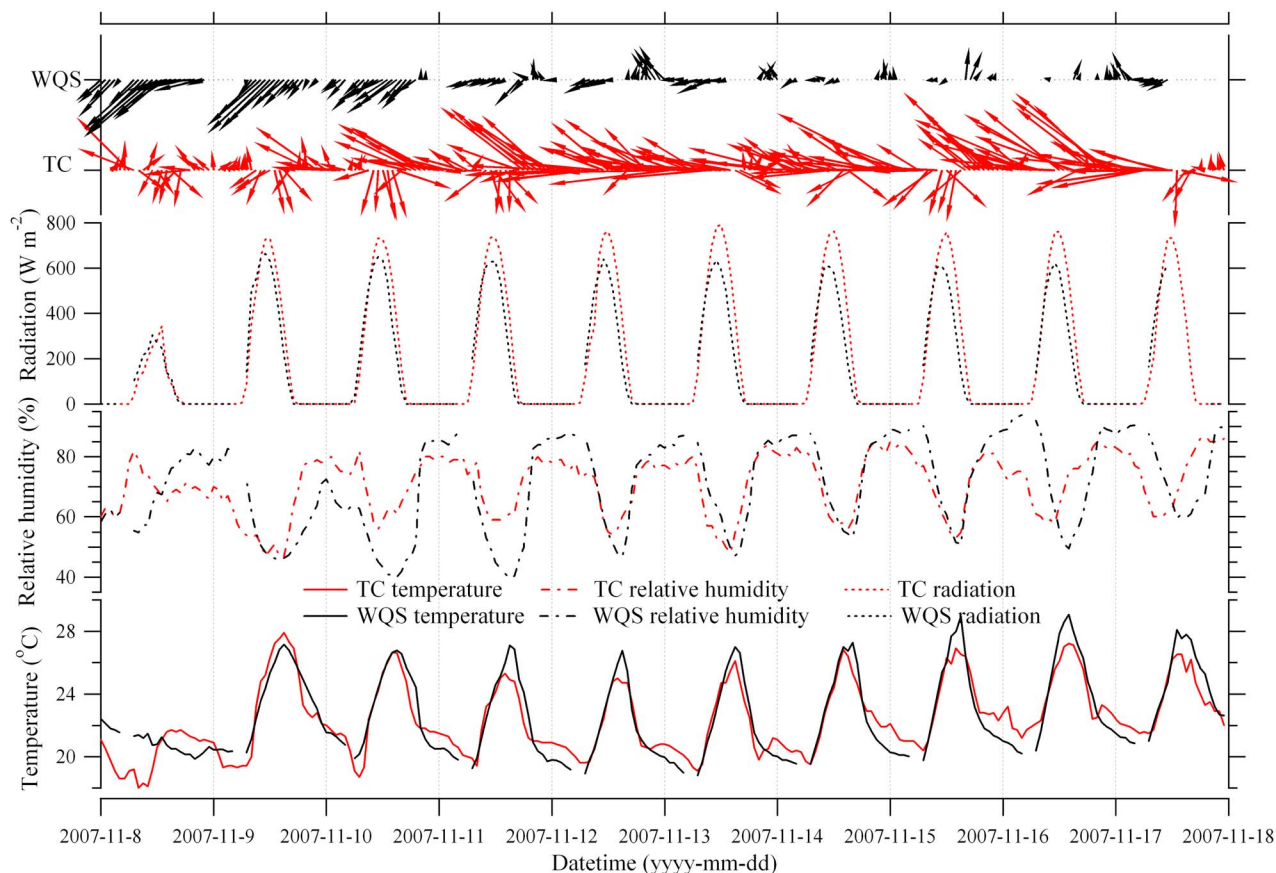 WQS
TC
Radiation (W m-2)
800
600
400
200
0
Relative humidity (%)
80
60
40
TC temperature
TC relative humidity
TC radiation
WQS temperature
WQS relative humidity
WQS radiation
Temperature (oC)
28
24
20
2007-11-8 2007-11-9 2007-11-10 2007-11-11 2007-11-12 2007-11-13 2007-11-14 2007-11-15 2007-11-16 2007-11-17 2007-11-18
Datetime (yyyy-mm-dd)